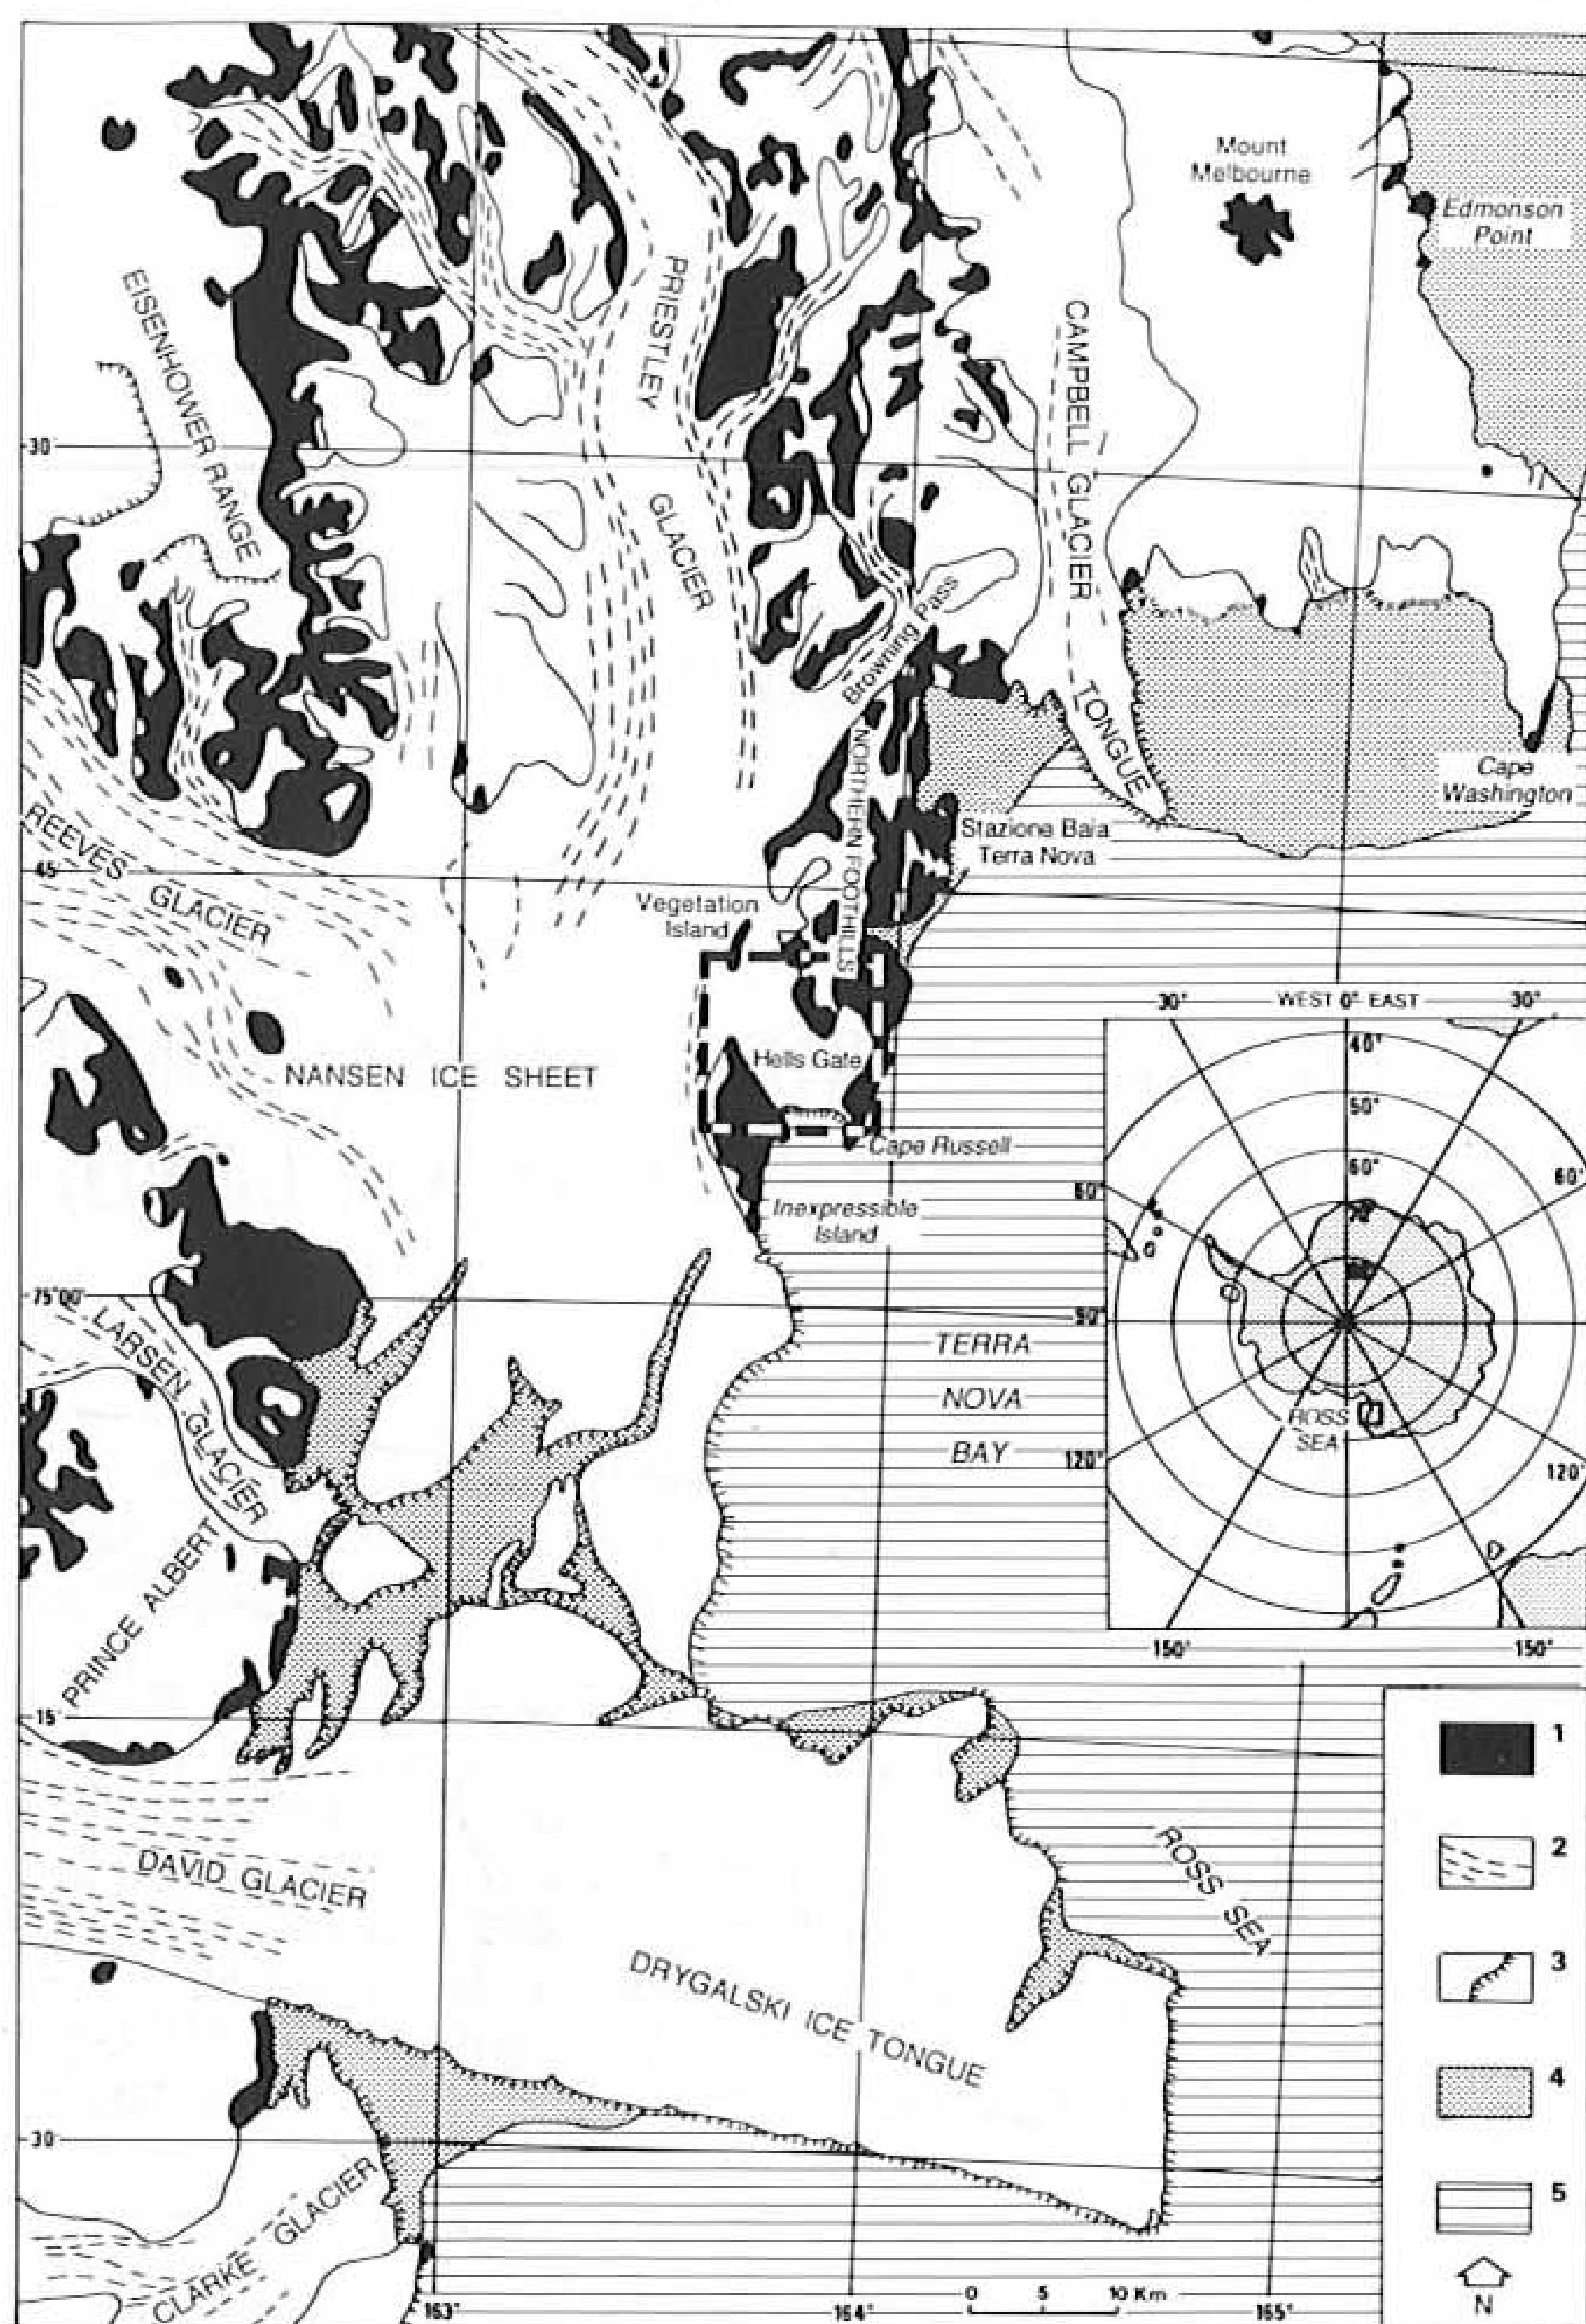 Mount
Melbourne
Edmonson
Point
EISENHOWER RANGE
PRIESTLEY
GLACIER
CAMPBELL GLACIER
TONGUE
30'
Browning Pass
NORTHERN FOOTHILLS
Cape
Washington
Stazione Baia
Terra Nova
REEVES GLACIER
45'
Vegetation
Island
NANSEN ICE SHEET
Hells Gate
Cape Russell
Inexpressible
Island
30° WEST 0° EAST 30°
40°
50°
60°
60°
60°
90°
120°
120°
150°
150°
ROSS
SEA
75°00'
LARSEN GLACIER
TERRA
NOVA
BAY
PRINCE ALBERT
15'
DAVID GLACIER
ROSS SEA
DRYGALSKI ICE TONGUE
30'
CLARKE GLACIER
163°
164°
165°
0 5 10 Km
1
2
3
4
5
N